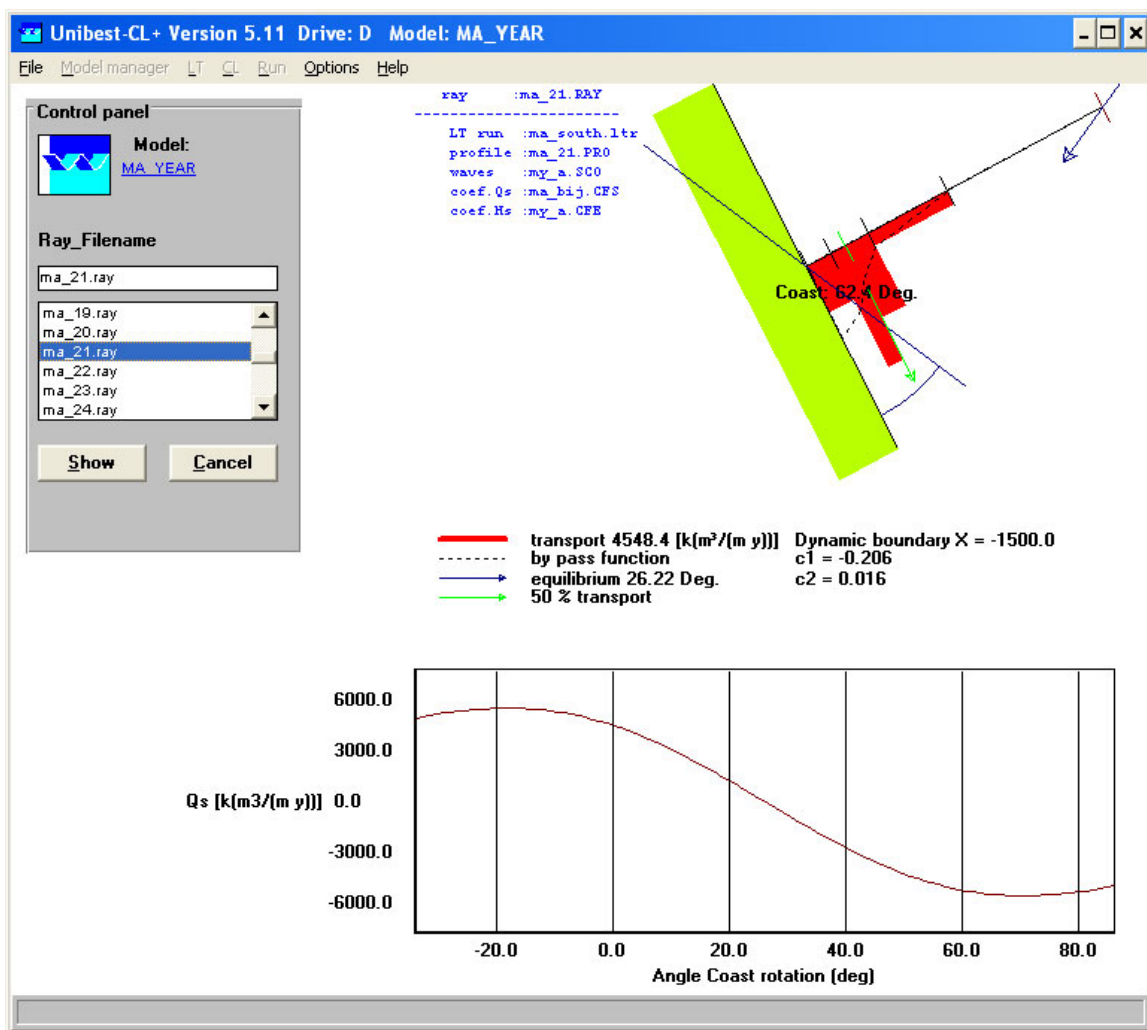 Unibest-CL+ Version 5.11 Drive: D Model: MA_YEAR
File Model manager LT CL Run Options Help
Control panel
Model:
MA_YEAR
Ray_Filename
ma_21.ray
ma_19.ray
ma_20.ray
ma_21.ray
ma_22.ray
ma_23.ray
ma_24.ray
Show Cancel
ray :ma_21.RAY
------------------------
LT run :ma_south.ltr
profile :ma_21.PRO
waves :my_a.SCO
coef.Qs :ma_bij.CFS
coef.Hs :my_a.CFE
Coast: 62.4 Deg.
transport 4548.4 [k(m³/(m y))] Dynamic boundary X = -1500.0
by pass function c1 = -0.206
equilibrium 26.22 Deg. c2 = 0.016
50 % transport
6000.0
3000.0
Qs [k(m3/(m y))] 0.0
-3000.0
-6000.0
-20.0 0.0 20.0 40.0 60.0 80.0
Angle Coast rotation (deg)